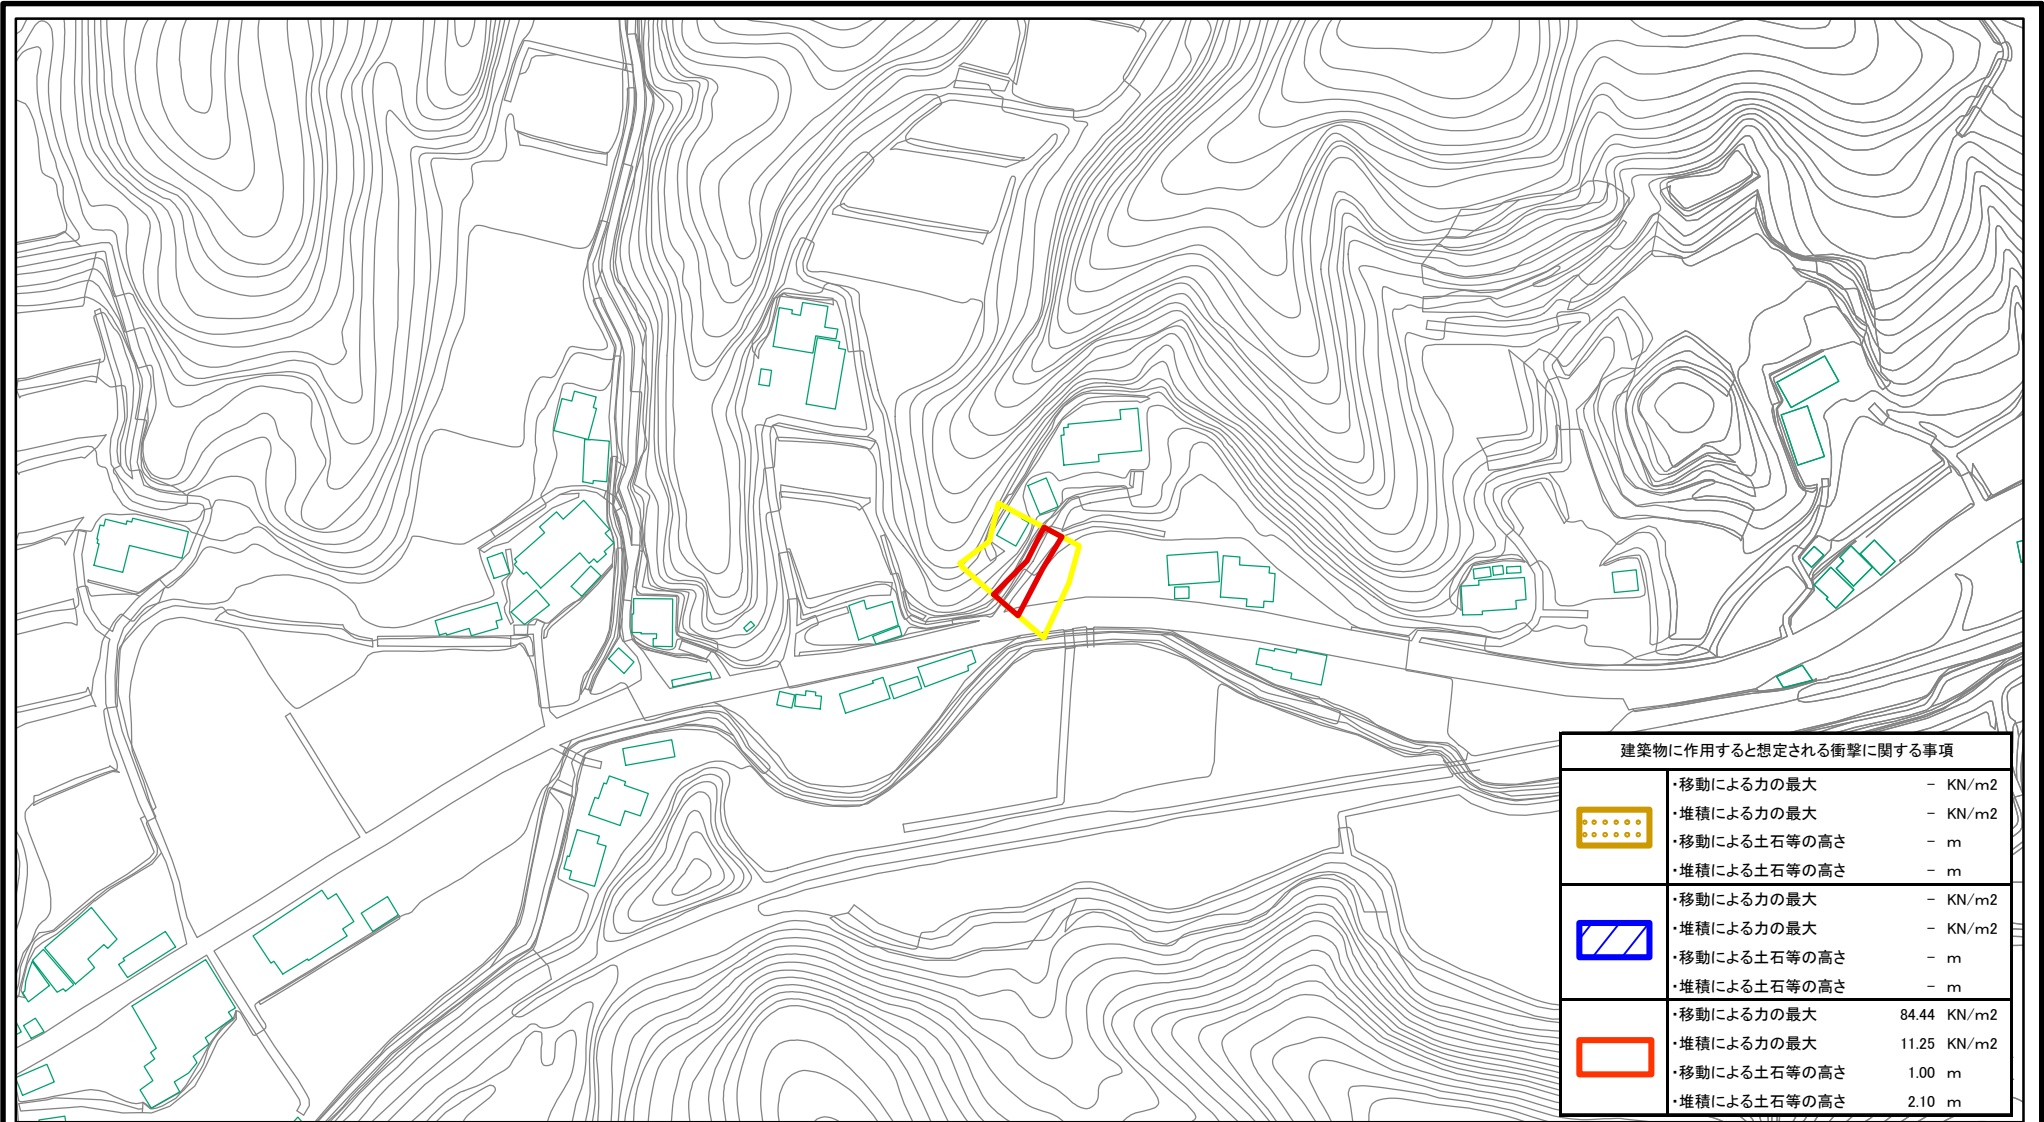 建築物に作用すると想定される衝撃に関する事項
・移動による力の最大 － KN/m2
・堆積による力の最大 － KN/m2
・移動による土石等の高さ － m
・堆積による土石等の高さ － m
・移動による力の最大 － KN/m2
・堆積による力の最大 － KN/m2
・移動による土石等の高さ － m
・堆積による土石等の高さ － m
・移動による力の最大 84.44 KN/m2
・堆積による力の最大 11.25 KN/m2
・移動による土石等の高さ 1.00 m
・堆積による土石等の高さ 2.10 m